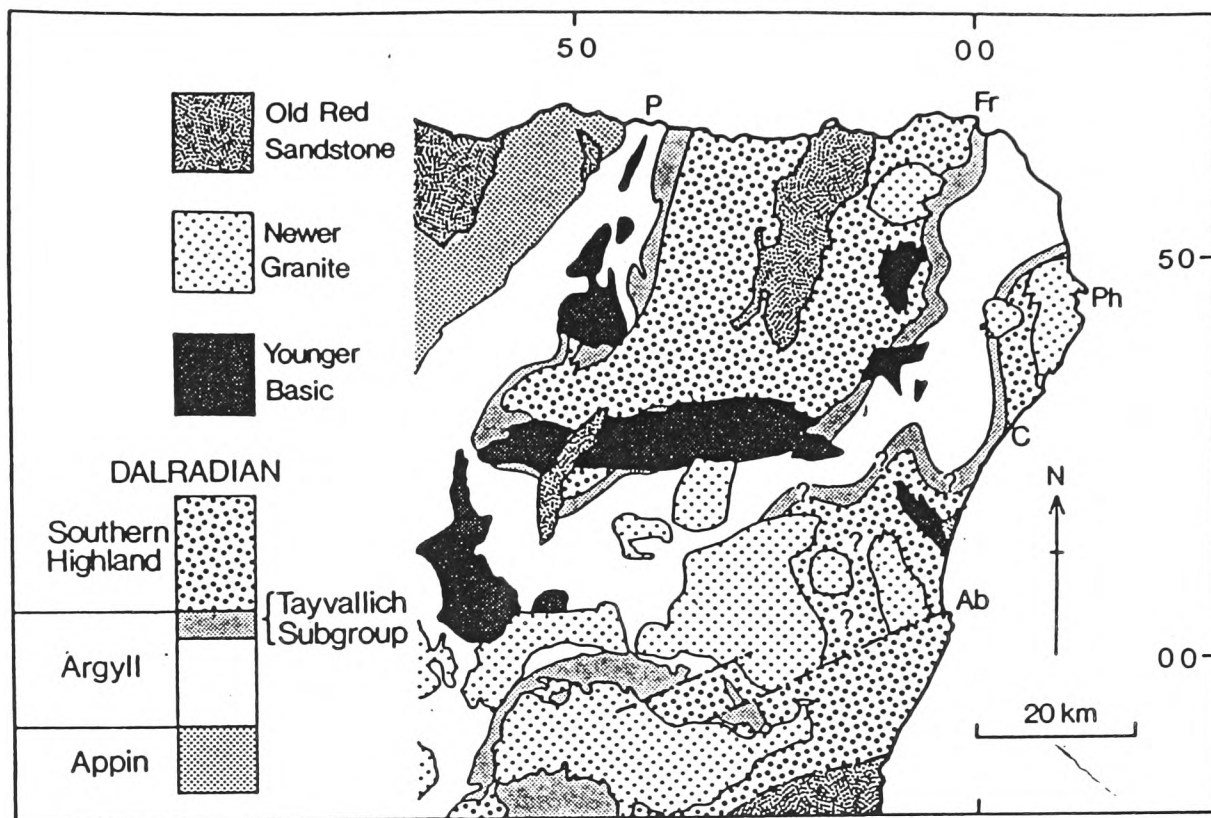 50
00
Old Red
Sandstone
Newer
Granite
Younger
Basic
DALRADIAN
Southern
Highland
Tayvallich
Subgroup
Argyll
Appin
P
Fr
50
Ph
C
N
?
?
?
?
?
?
Ab
00
20 km